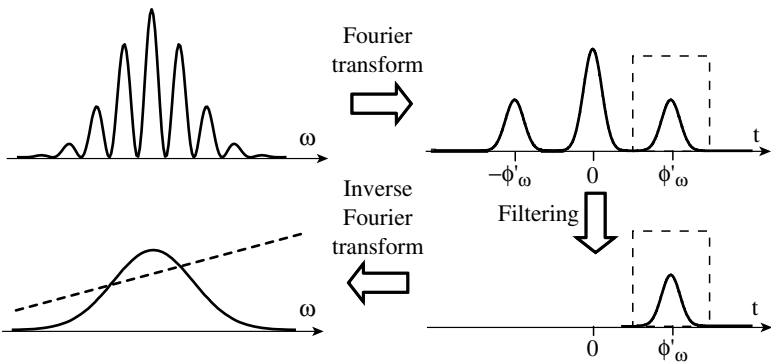 Fourier
transform
ω
t
−ϕ'ω
0
ϕ'ω
Inverse
Fourier
transform
Filtering
ω
t
0
ϕ'ω